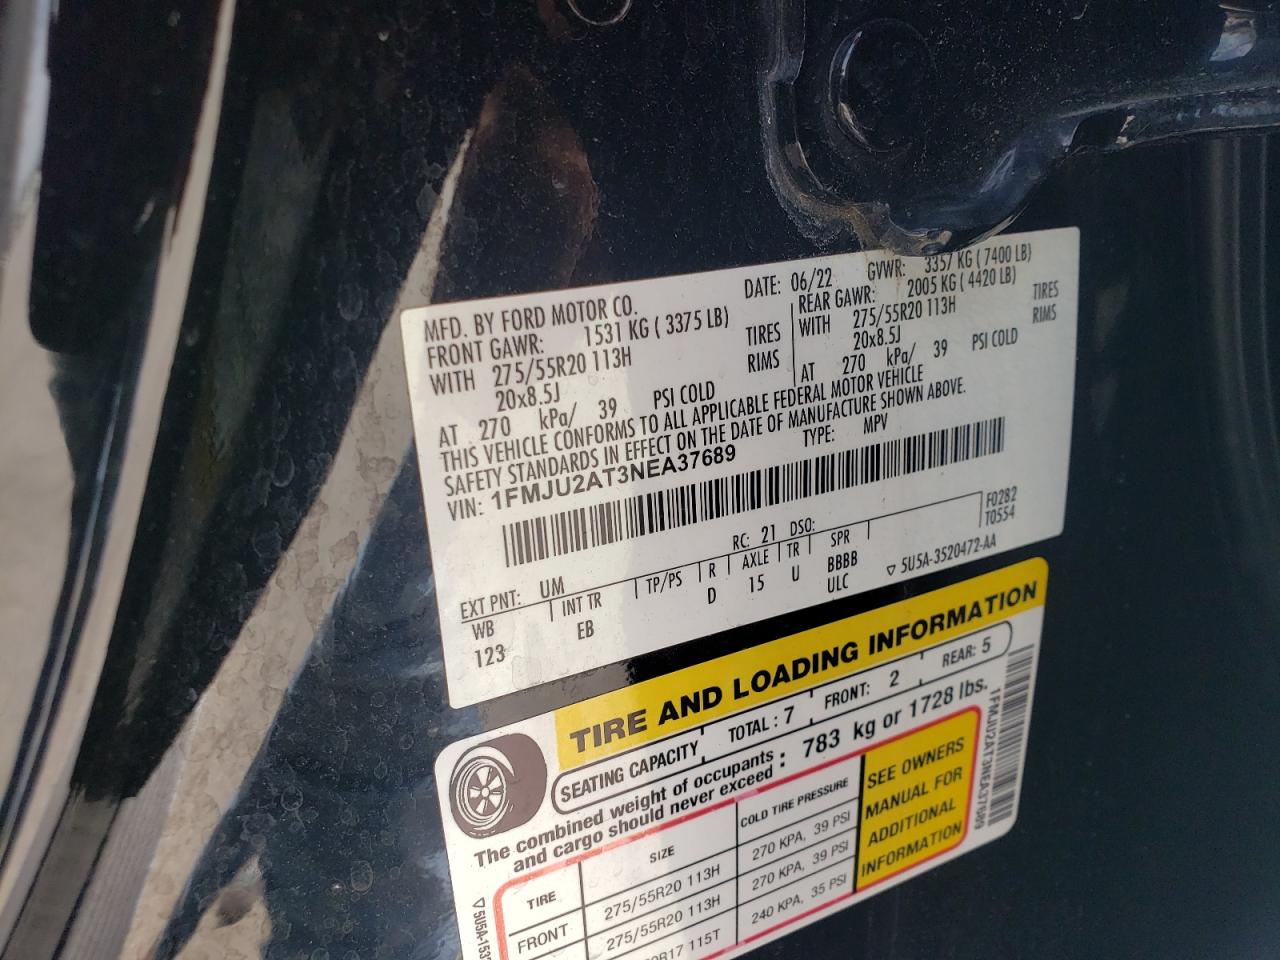 MFD. BY FORD MOTOR CO.
DATE: 06/22 GVWR: 3357 KG ( 7400 LB)
FRONT GAWR: 1531 KG ( 3375 LB) REAR GAWR: 2005 KG ( 4420 LB)
WITH 275/55R20 113H TIRES WITH 275/55R20 113H TIRES
20x8.5J RIMS 20x8.5J RIMS
AT 270 kPa/ 39 PSI COLD AT 270 kPa/ 39 PSI COLD
THIS VEHICLE CONFORMS TO ALL APPLICABLE FEDERAL MOTOR VEHICLE
SAFETY STANDARDS IN EFFECT ON THE DATE OF MANUFACTURE SHOWN ABOVE.
VIN: 1FMJU2AT3NEA37689 TYPE: MPV
F0282
T0554
EXT PNT: UM RC: 21 DSO:
WB INT TR TP/PS R AXLE TR SPR
123 EB D 15 U BBBB
ULC
5U5A-3520472-AA
TIRE AND LOADING INFORMATION
SEATING CAPACITY TOTAL : 7 FRONT: 2 REAR: 5
The combined weight of occupants
and cargo should never exceed : 783 kg or 1728 lbs.
TIRE SIZE COLD TIRE PRESSURE
FRONT 275/55R20 113H 270 KPA, 39 PSI
275/55R20 113H 270 KPA, 39 PSI
R17 115T 240 KPA, 35 PSI
SEE OWNERS
MANUAL FOR
ADDITIONAL
INFORMATION
1FMJU2AT3NEA37689